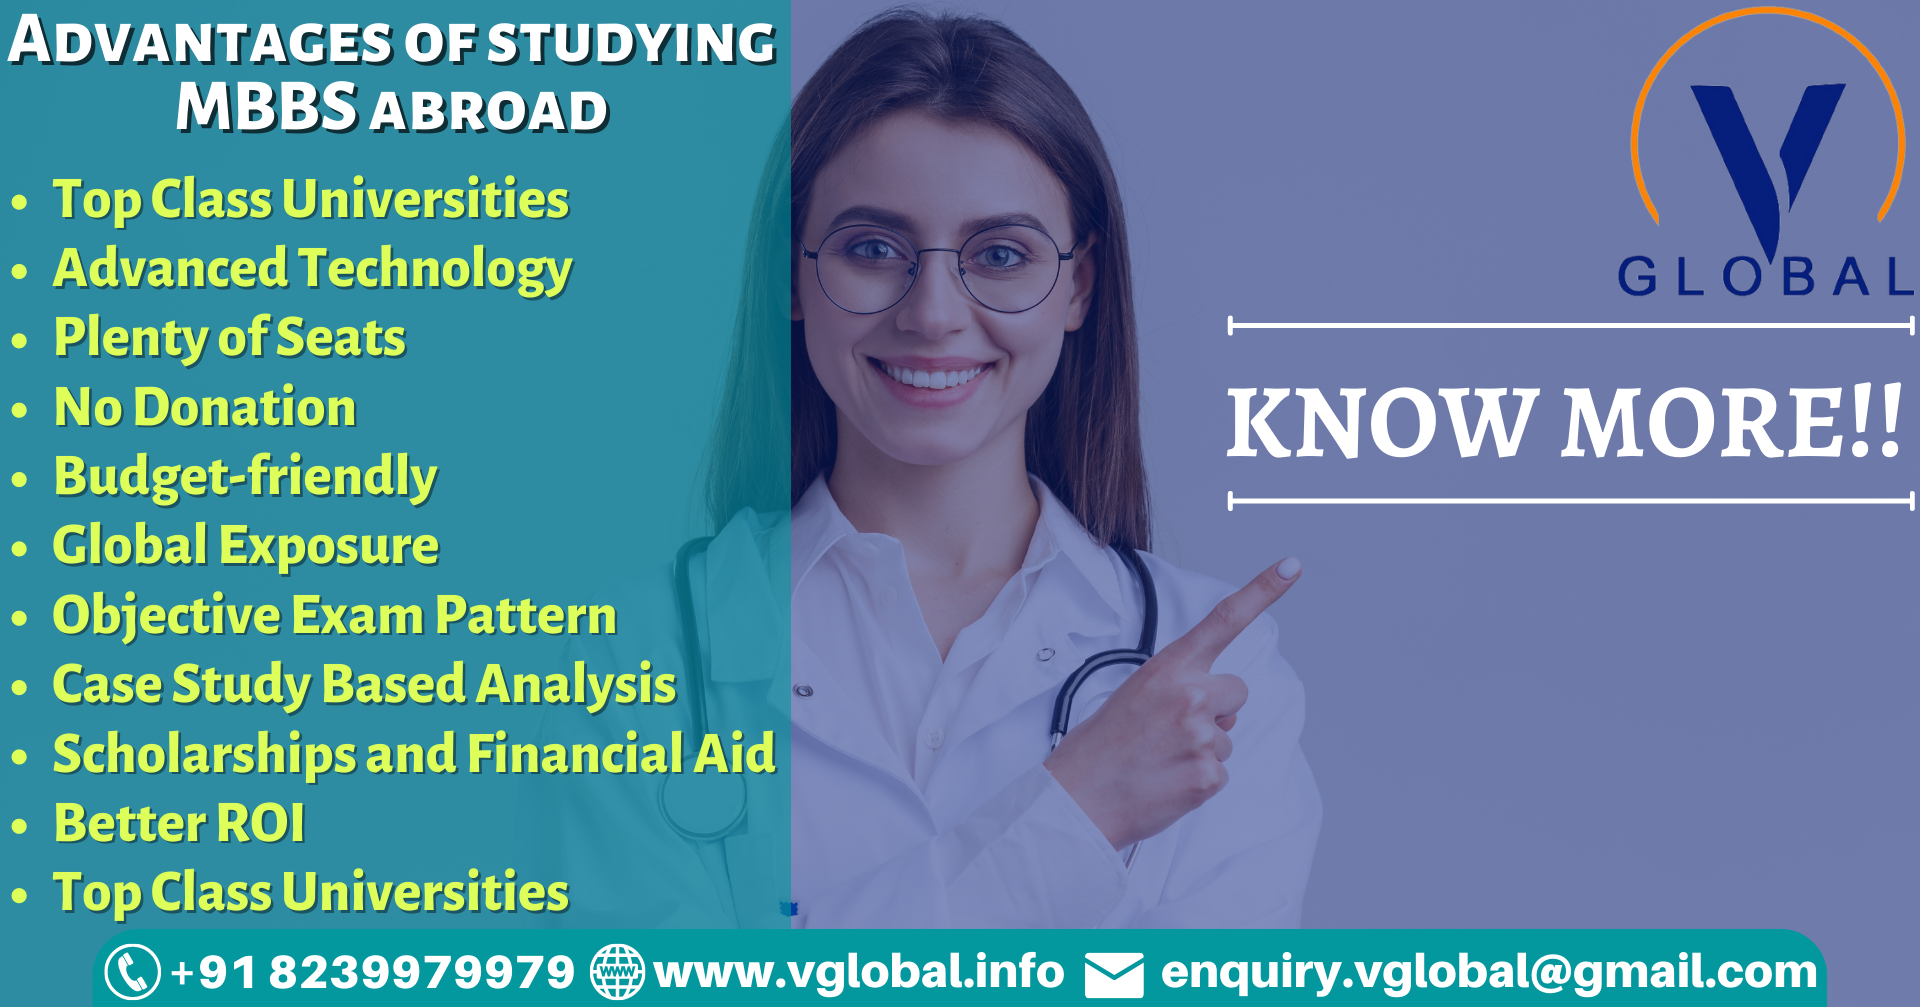 Advantages of studying
MBBS abroad
• Top Class Universities
• Advanced Technology
• Plenty of Seats
• No Donation
• Budget-friendly
• Global Exposure
• Objective Exam Pattern
• Case Study Based Analysis
• Scholarships and Financial Aid
• Better ROI
• Top Class Universities
V
GLOBAL
KNOW MORE!!
+91 8239979979 www www.vglobal.info enquiry.vglobal@gmail.com